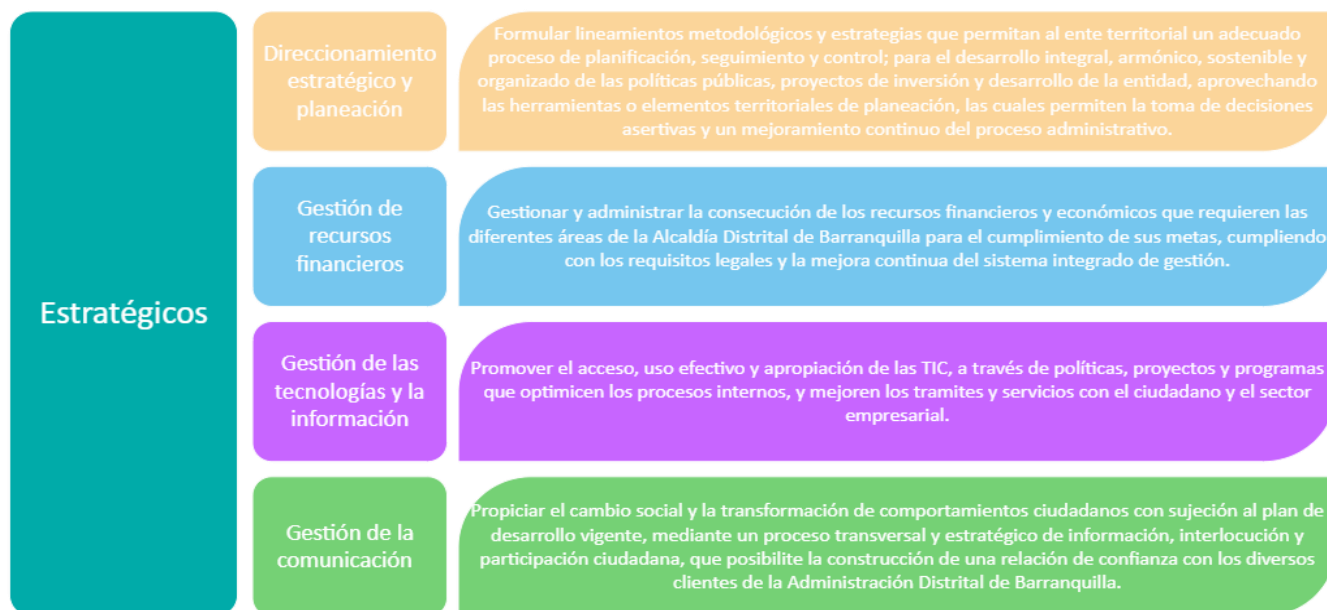 Estratégicos
Direccionamiento
estratégico y
planeación
Formular lineamientos metodológicos y estrategias que permitan al ente territorial un adecuado
proceso de planificación, seguimiento y control; para el desarrollo integral, armónico, sostenible y
organizado de las políticas públicas, proyectos de inversión y desarrollo de la entidad, aprovechando
las herramientas o elementos territoriales de planeación, las cuales permiten la toma de decisiones
asertivas y un mejoramiento continuo del proceso administrativo.
Gestión de
recursos
financieros
Gestionar y administrar la consecución de los recursos financieros y económicos que requieren las
diferentes áreas de la Alcaldía Distrital de Barranquilla para el cumplimiento de sus metas, cumpliendo
con los requisitos legales y la mejora continua del sistema integrado de gestión.
Gestión de las
tecnologías y la
información
Promover el acceso, uso efectivo y apropiación de las TIC, a través de políticas, proyectos y programas
que optimicen los procesos internos, y mejoren los tramites y servicios con el ciudadano y el sector
empresarial.
Gestión de la
comunicación
Propiciar el cambio social y la transformación de comportamientos ciudadanos con sujeción al plan de
desarrollo vigente, mediante un proceso transversal y estratégico de información, interlocución y
participación ciudadana, que posibilite la construcción de una relación de confianza con los diversos
clientes de la Administración Distrital de Barranquilla.